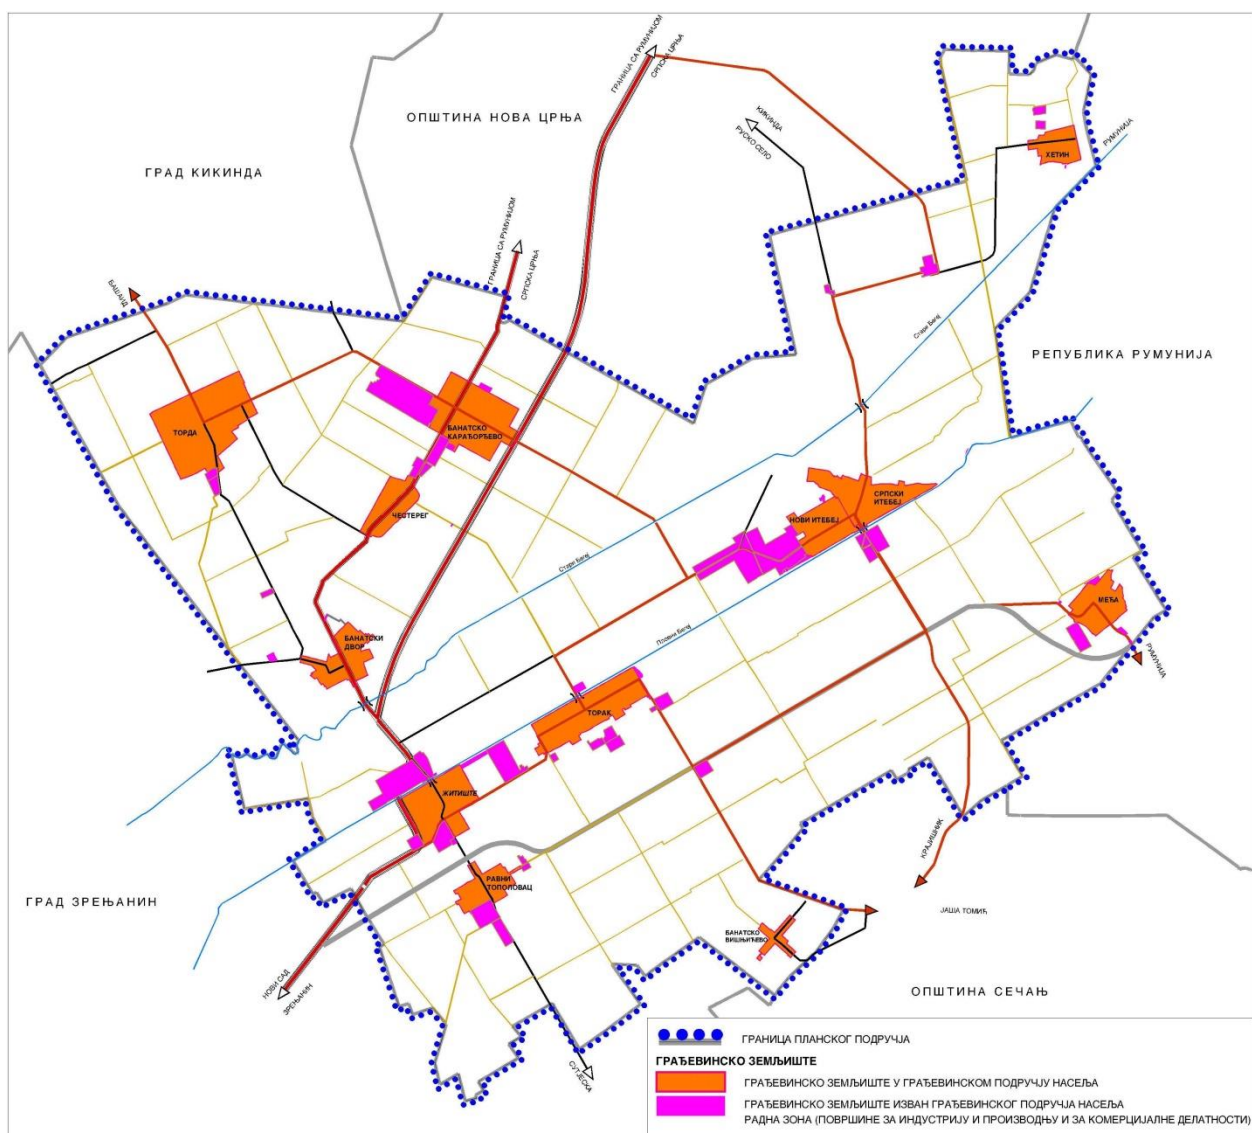 ГРАНИЦА СА РУМУНИЈОМ
СРПСКА ЦРЊА
ОПШТИНА НОВА ЦРЊА
КИКИНДА
РУСКО СЕЛО
РУМУНИЈА
ХЕТИН
ГРАД КИКИНДА
ГРАНИЦА СА РУМУНИЈОМ
СРПСКА ЦРЊА
БАШАИД
Стари Бегеј
РЕПУБЛИКА РУМУНИЈА
ТОРДА
БАНАТСКО
КАРАЂОРЂЕВО
ЧЕСТЕРЕГ
СРПСКИ
ИТЕБЕЈ
НОВИ ИТЕБЕЈ
Стари Бегеј
МЕЂА
Пловни Бегеј
БАНАТСКИ
ДВОР
РУМУНИЈА
ТОРАК
ЖИТИШТЕ
КРАЈИШНИК
РАВНИ
ТОПОЛОВАЦ
ГРАД ЗРЕЊАНИН
ЈАША ТОМИЋ
БАНАТСКО
ВИШЊИЋЕВО
НОВИ САД
ЗРЕЊАНИН
ОПШТИНА СЕЧАЊ
СУТЈЕСКА
ГРАНИЦА ПЛАНСКОГ ПОДРУЧЈА
ГРАЂЕВИНСКО ЗЕМЉИШТЕ
ГРАЂЕВИНСКО ЗЕМЉИШТЕ У ГРАЂЕВИНСКОМ ПОДРУЧЈУ НАСЕЉА
ГРАЂЕВИНСКО ЗЕМЉИШТЕ ИЗВАН ГРАЂЕВИНСКОГ ПОДРУЧЈА НАСЕЉА
РАДНА ЗОНА (ПОВРШИНЕ ЗА ИНДУСТРИЈУ И ПРОИЗВОДЊУ И ЗА КОМЕРЦИЈАЛНЕ ДЕЛАТНОСТИ)